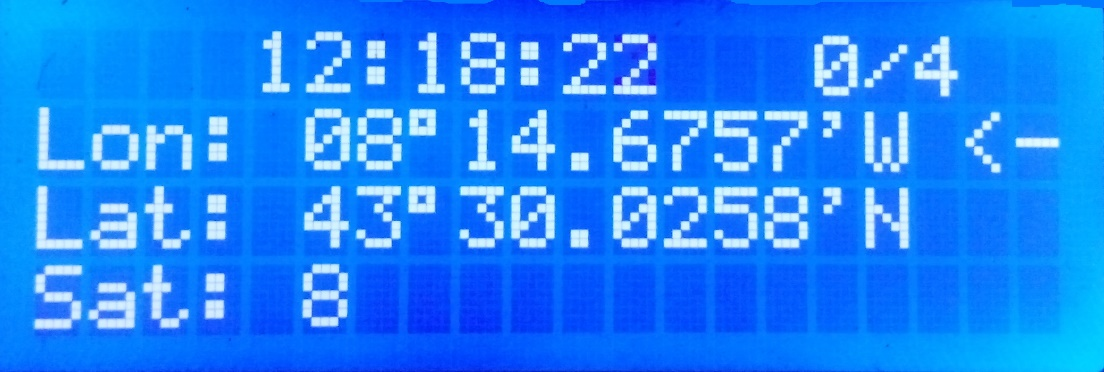 12:18:22 0/4
Lon: 08°14.6757’W <-
Lat: 43°30.0258’N
Sat: 8